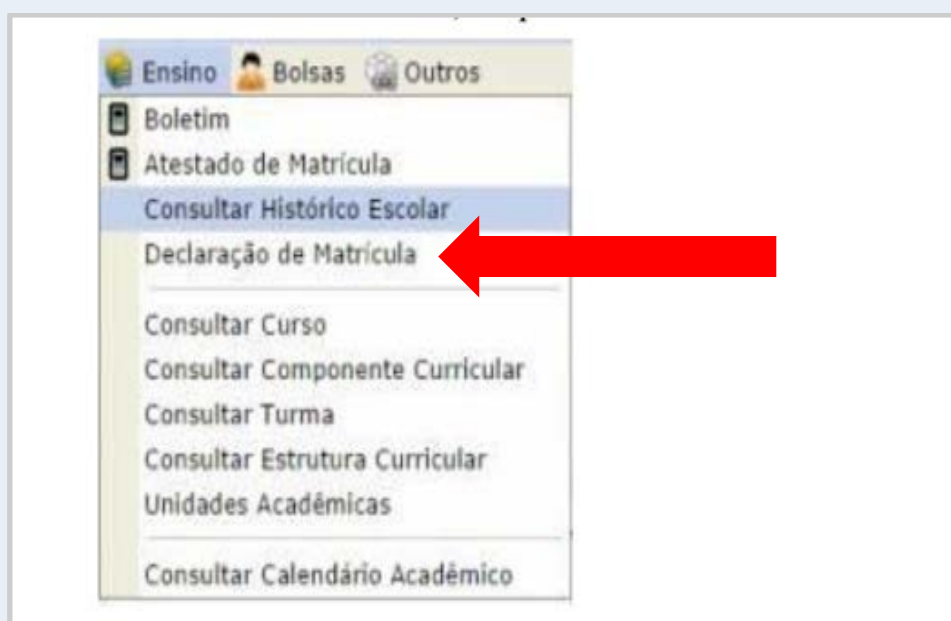 Ensino Bolsas Outros
Boletim
Atestado de Matrícula
Consultar Histórico Escolar
Declaração de Matrícula
Consultar Curso
Consultar Componente Curricular
Consultar Turma
Consultar Estrutura Curricular
Unidades Acadêmicas
Consultar Calendário Acadêmico